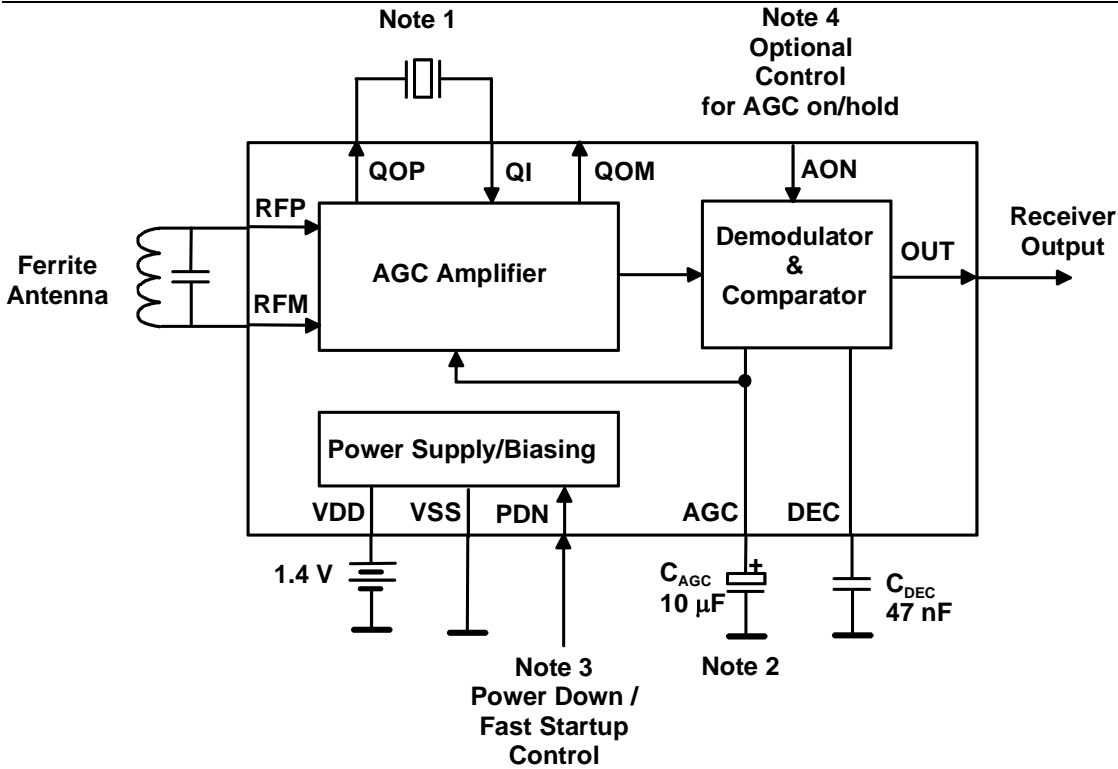 Note 1
Note 4
Optional
Control
for AGC on/hold
QOP
QI
QOM
AON
RFP
Receiver
Output
Demodulator
&
Comparator
OUT
Ferrite
Antenna
AGC Amplifier
RFM
Power Supply/Biasing
VDD
VSS
PDN
AGC
DEC
1.4 V
+
CAGC
10 μF
CDEC
47 nF
Note 3
Power Down /
Fast Startup
Control
Note 2